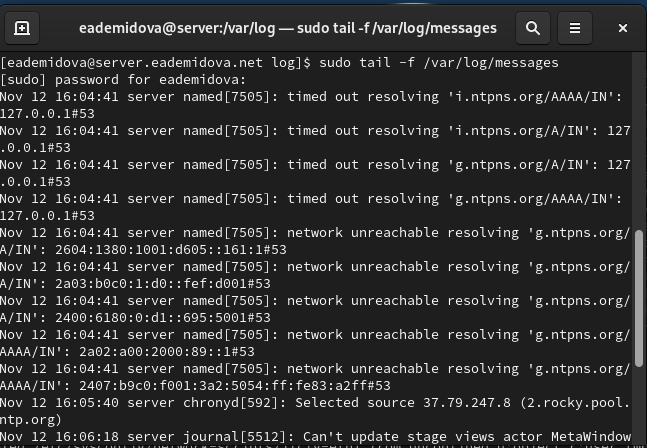 eademidova@server:/var/log — sudo tail -f /var/log/messages
[eademidova@server.eademidova.net log]$ sudo tail -f /var/log/messages
[sudo] password for eademidova:
Nov 12 16:04:41 server named[7505]: timed out resolving 'i.ntpns.org/AAAA/IN':
127.0.0.1#53
Nov 12 16:04:41 server named[7505]: timed out resolving 'i.ntpns.org/A/IN': 127
.0.0.1#53
Nov 12 16:04:41 server named[7505]: timed out resolving 'g.ntpns.org/A/IN': 127
.0.0.1#53
Nov 12 16:04:41 server named[7505]: timed out resolving 'g.ntpns.org/AAAA/IN':
127.0.0.1#53
Nov 12 16:04:41 server named[7505]: network unreachable resolving 'g.ntpns.org/
A/IN': 2604:1380:1001:d605::161:1#53
Nov 12 16:04:41 server named[7505]: network unreachable resolving 'g.ntpns.org/
A/IN': 2a03:b0c0:1:d0::fef:d001#53
Nov 12 16:04:41 server named[7505]: network unreachable resolving 'g.ntpns.org/
A/IN': 2400:6180:0:d1::695:5001#53
Nov 12 16:04:41 server named[7505]: network unreachable resolving 'g.ntpns.org/
AAAA/IN': 2a02:a00:2000:89::1#53
Nov 12 16:04:41 server named[7505]: network unreachable resolving 'g.ntpns.org/
AAAA/IN': 2407:b9c0:f001:3a2:5054:ff:fe83:a2ff#53
Nov 12 16:05:40 server chronyd[592]: Selected source 37.79.247.8 (2.rocky.pool.
ntp.org)
Nov 12 16:06:18 server journal[5512]: Can't update stage views actor MetaWindow